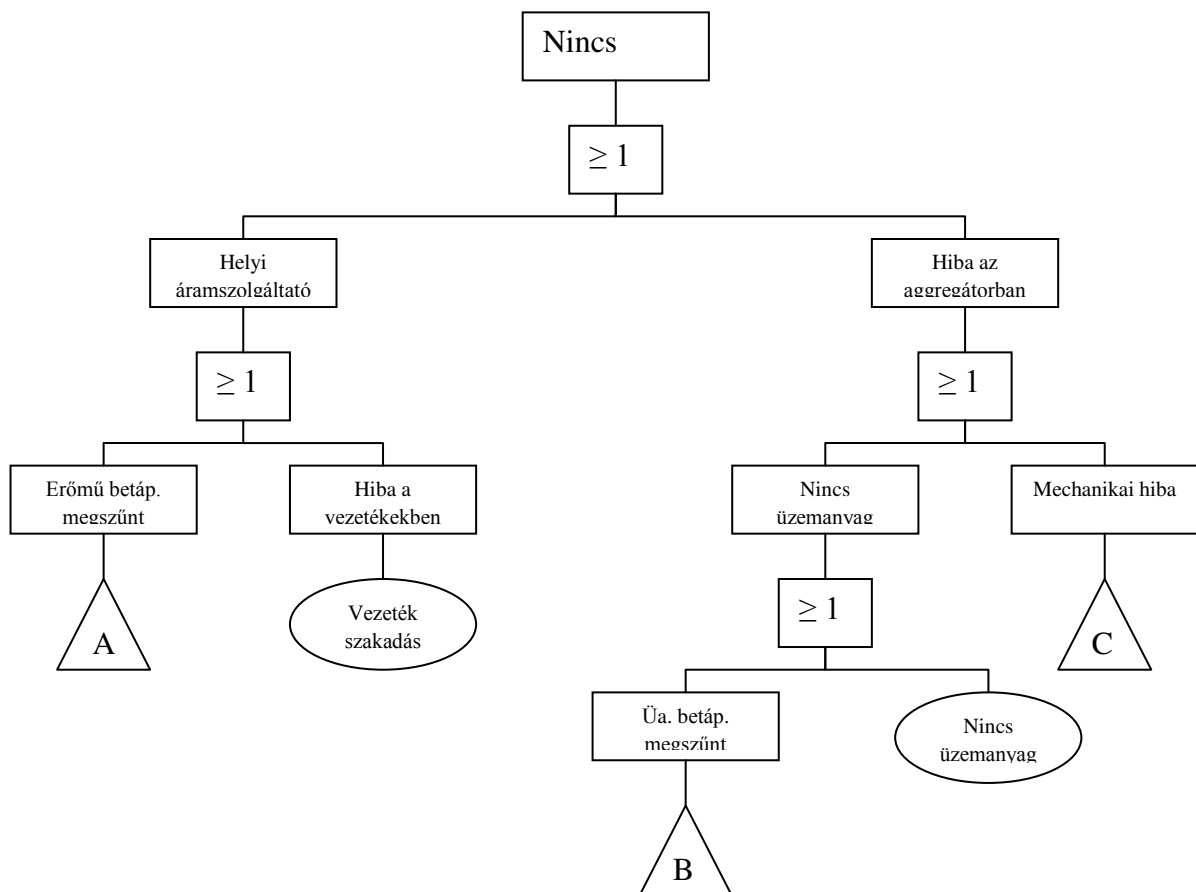 Nincs
≥ 1
Helyi
áramszolgáltató
Hiba az
aggregátorban
≥ 1
≥ 1
Erőmű betáp.
megszűnt
Hiba a
vezetékekben
Nincs
üzemanyag
Mechanikai hiba
A
Vezeték
szakadás
≥ 1
C
Üa. betáp.
megszűnt
Nincs
üzemanyag
B